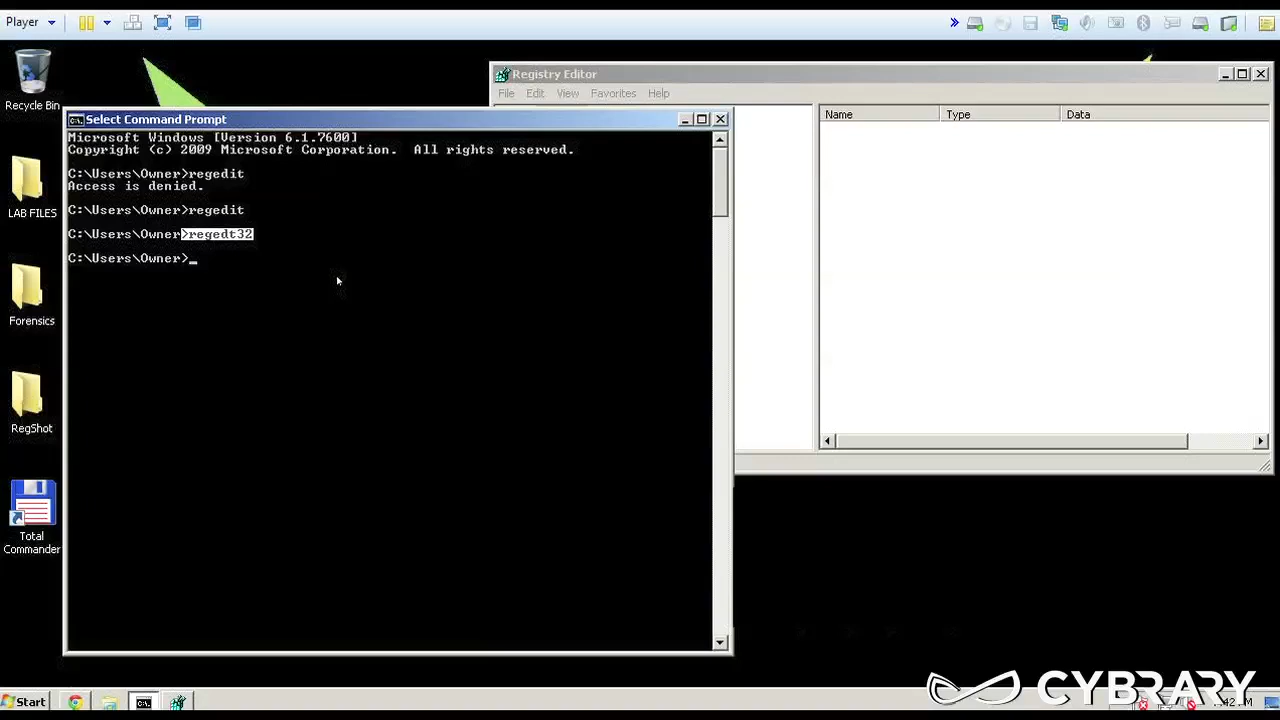 Player
Recycle Bin
LAB FILES
Forensics
RegShot
Total
Commander
Registry Editor
File Edit View Favorites Help
Name Type Data
Select Command Prompt
Microsoft Windows [Version 6.1.7600]
Copyright (c) 2009 Microsoft Corporation. All rights reserved.
C:\Users\Owner>regedit
Access is denied.
C:\Users\Owner>regedit
C:\Users\Owner>regedt32
C:\Users\Owner>_
Start
CYBRARY